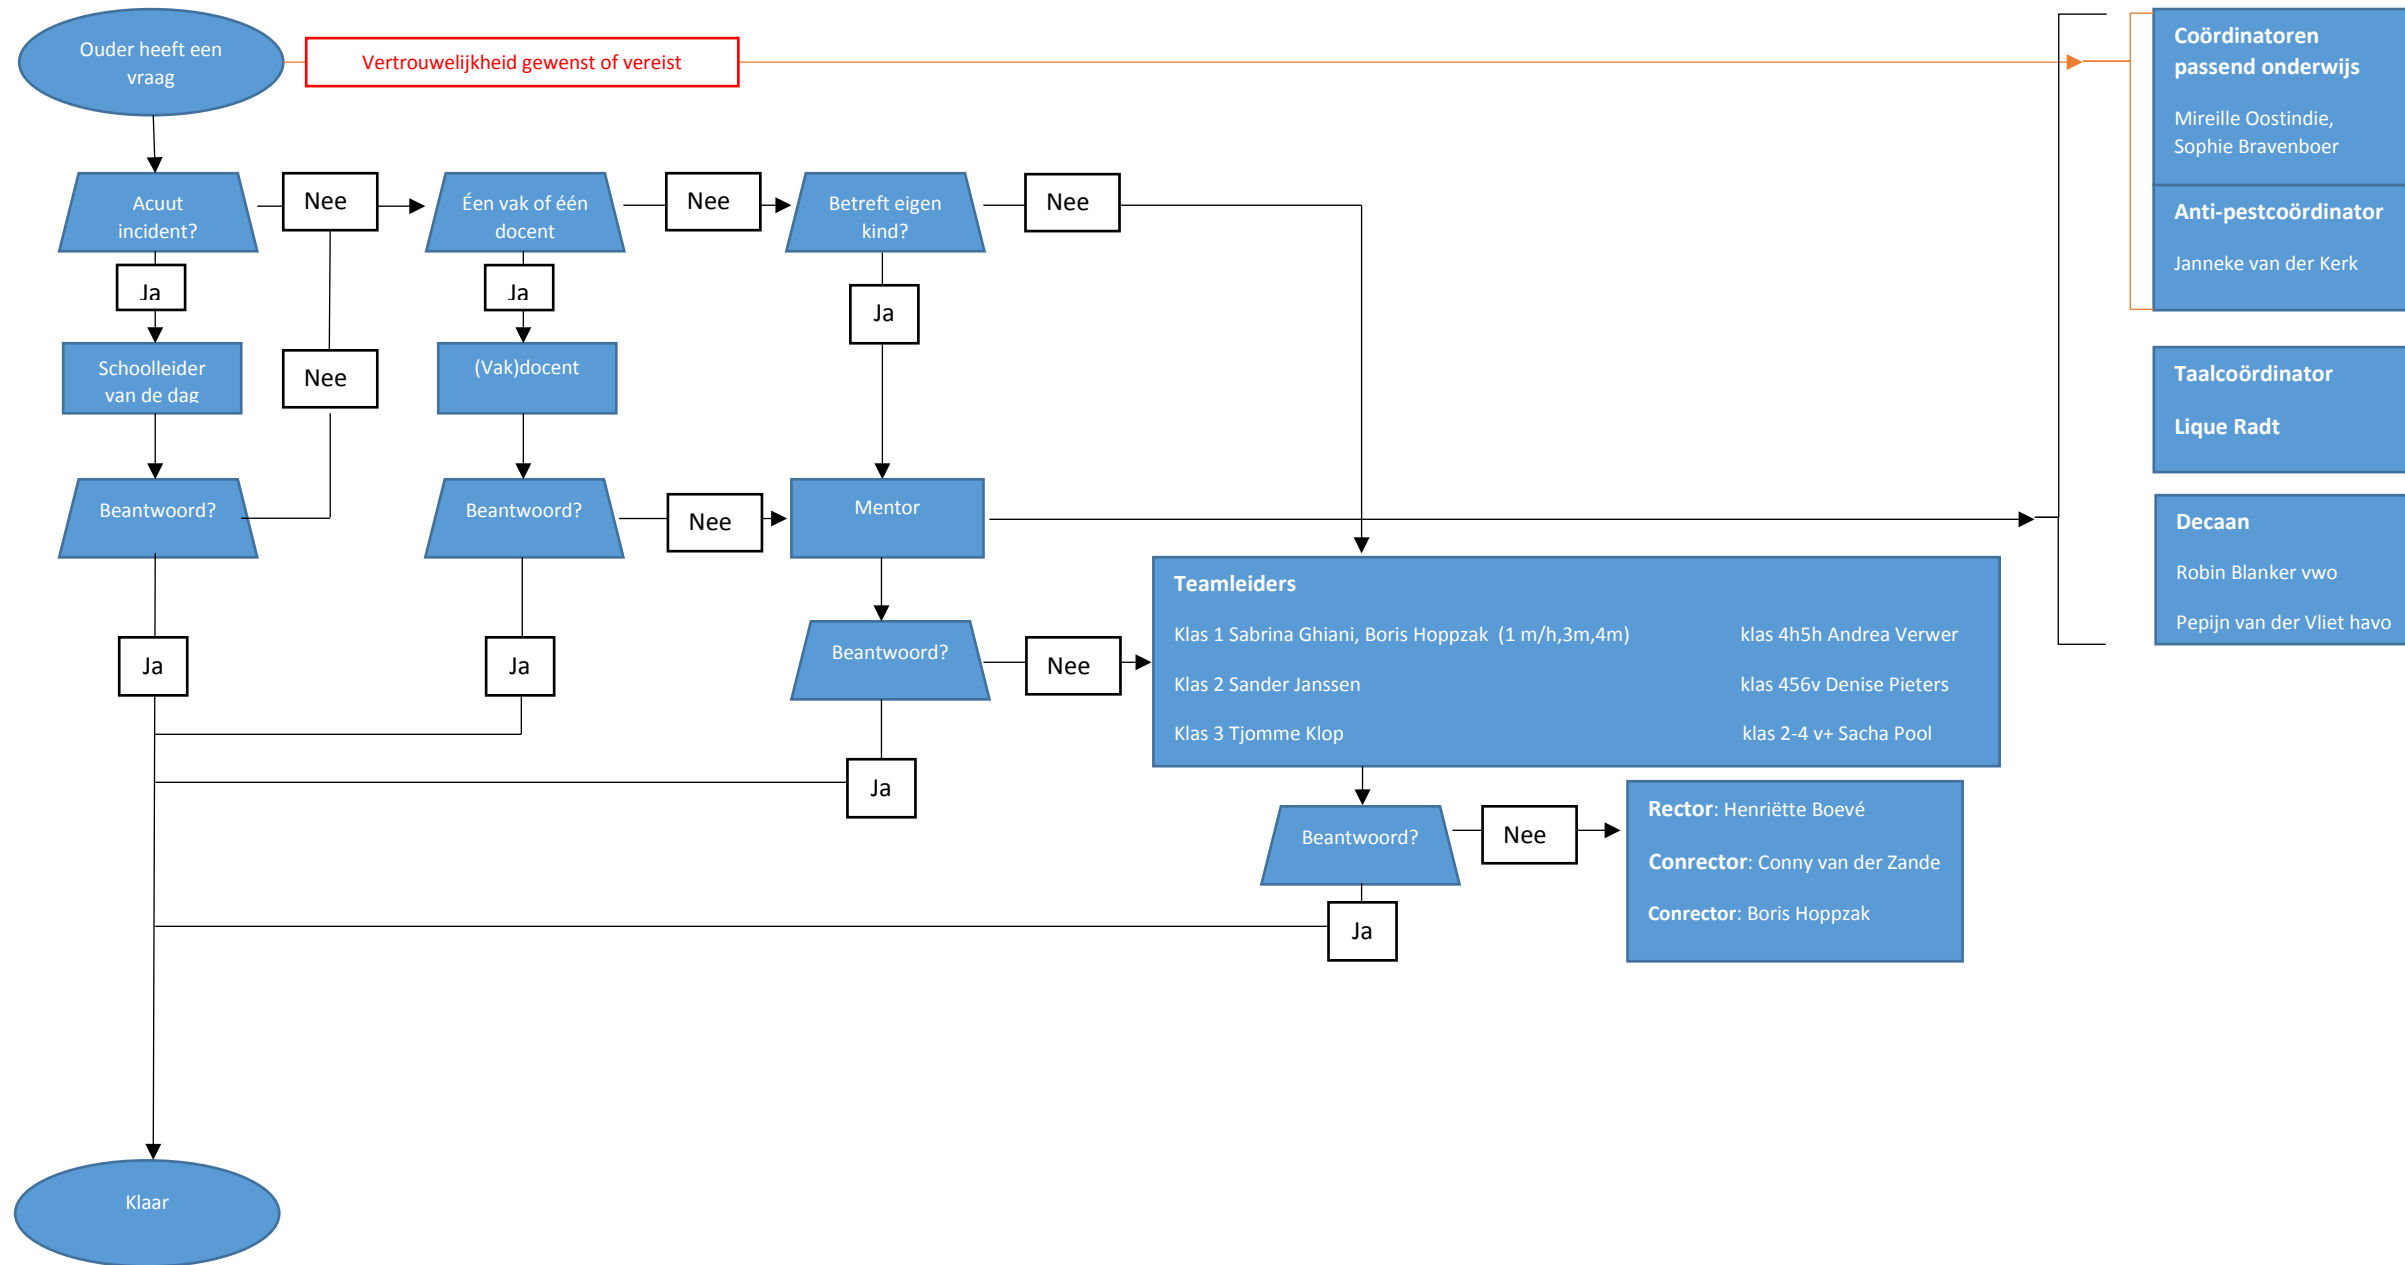 Ouder heeft een
vraag
Vertrouwelijkheid gewenst of vereist
Coördinatoren
passend onderwijs
Mireille Oostindie,
Sophie Bravenboer
Anti-pestcoördinator
Janneke van der Kerk
Taalcoördinator
Lique Radt
Decaan
Robin Blanker vwo
Pepijn van der Vliet havo
Acuut
incident?
Nee
Één vak of één
docent
Nee
Betreft eigen
kind?
Nee
Ja
Ja
Ja
Schoolleider
van de dag
Nee
(Vak)docent
Beantwoord?
Beantwoord?
Nee
Mentor
Ja
Ja
Beantwoord?
Nee
Teamleiders
Klas 1 Sabrina Ghiani, Boris Hoppzak (1 m/h,3m,4m)
klas 4h5h Andrea Verwer
Klas 2 Sander Janssen
klas 456v Denise Pieters
Klas 3 Tjomme Klop
klas 2-4 v+ Sacha Pool
Ja
Beantwoord?
Nee
Rector: Henriëtte Boevé
Conrector: Conny van der Zande
Conrector: Boris Hoppzak
Ja
Klaar